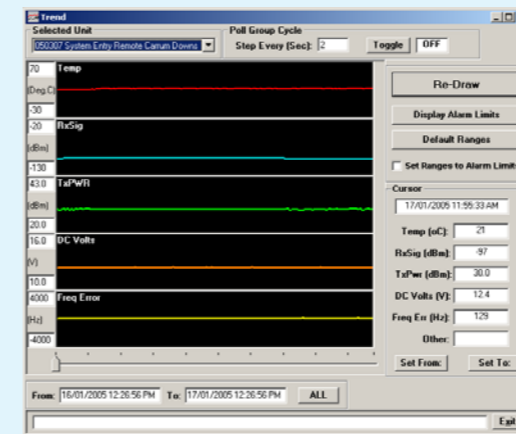 Trend
Selected Unit
050307 System Entry Remote Carrum Downs
Poll Group Cycle
Step Every (Sec): 2
Toggle OFF
70 Temp
(Deg.C)
-30
-20 RxSig
(dBm)
-130
43.0 TxPWR
(dBm)
20.0
16.0 DC Volts
(V)
10.0
4000 Freq Error
(Hz)
-4000
Re-Draw
Display Alarm Limits
Default Ranges
Set Ranges to Alarm Limits
Cursor
17/01/2005 11:55:33 AM
Temp (oC): 21
RxSig (dBm): -97
TxPwr (dBm): 30.0
DC Volts (V): 12.4
Freq Err (Hz): 129
Other:
Set From: Set To:
From: 16/01/2005 12:26:56 PM To: 17/01/2005 12:26:56 PM ALL
Exit